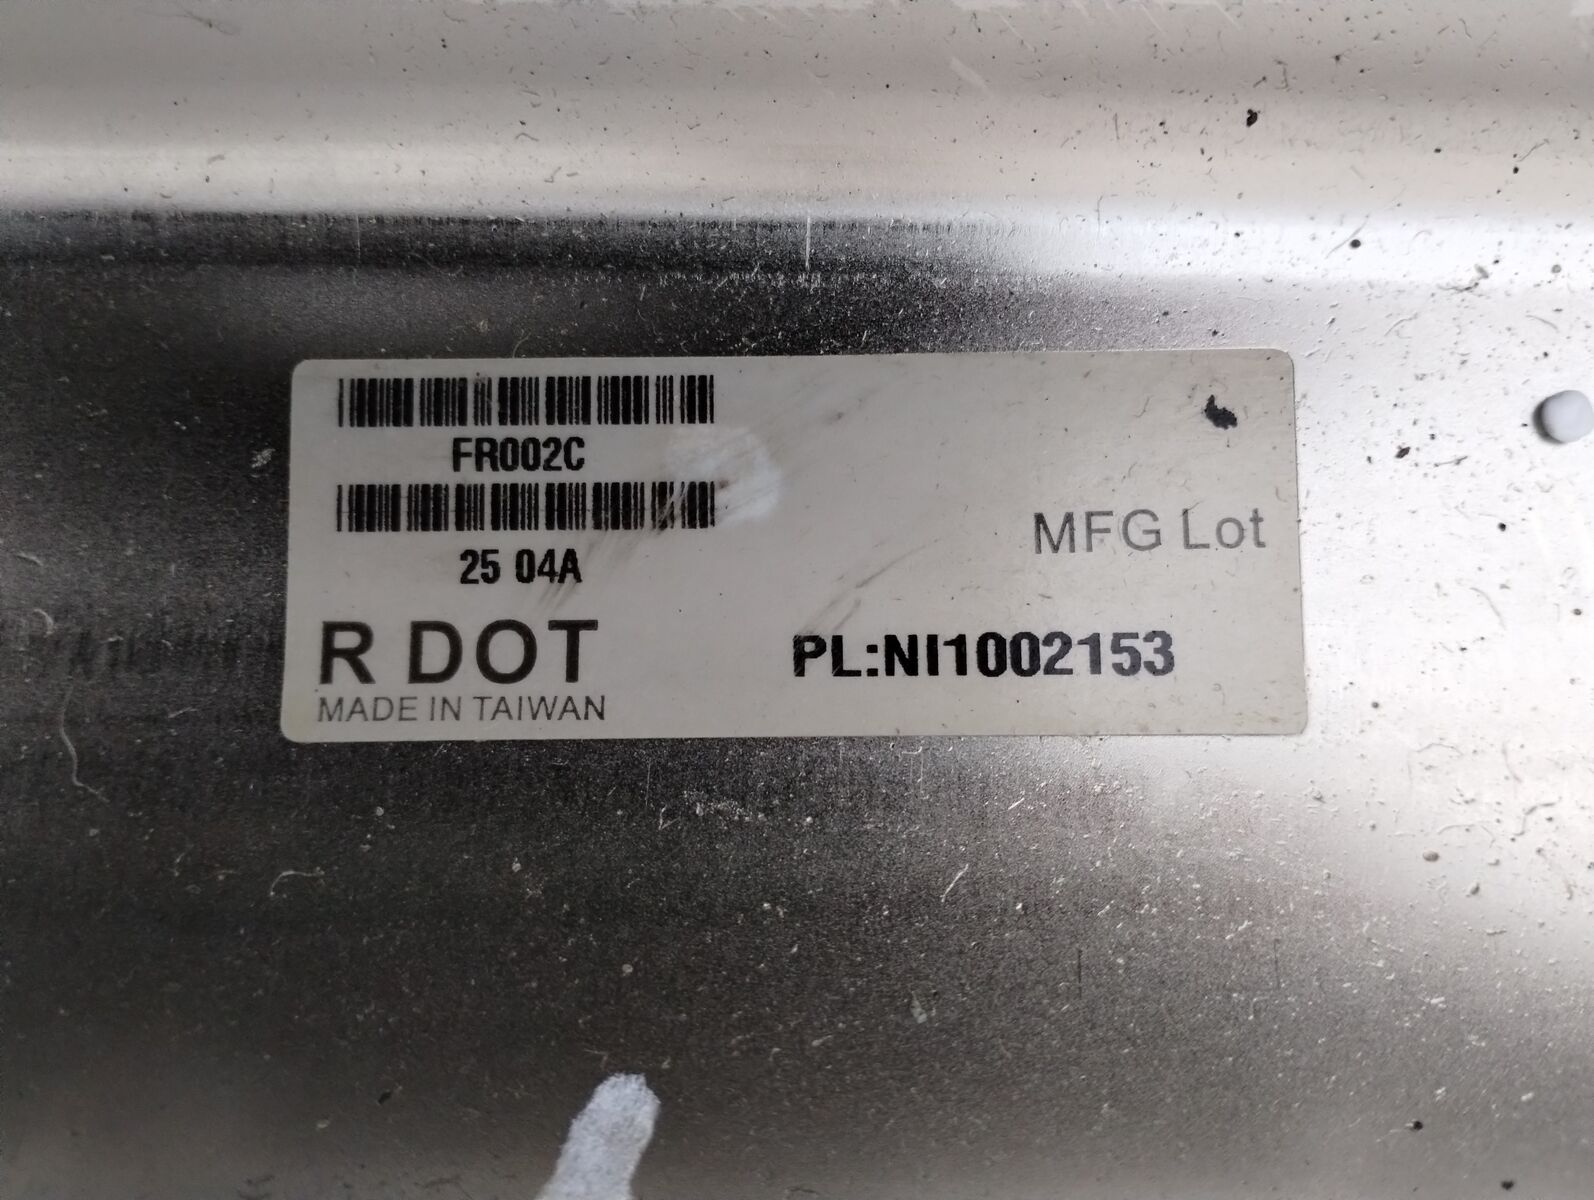 FR002C
25 04A
MFG Lot
R DOT
PL:NI1002153
MADE IN TAIWAN